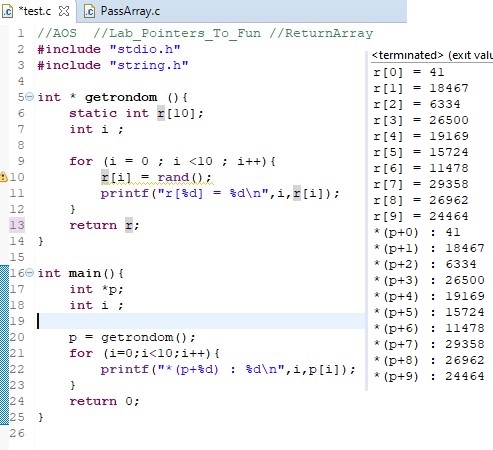 *test.c PassArray.c
1 //AOS //Lab_Pointers_To_Fun //ReturnArray
2 #include "stdio.h"
3 #include "string.h"
4
5 int * getrondom (){
6 static int r[10];
7 int i ;
8
9 for (i = 0 ; i <10 ; i++){
10 r[i] = rand();
11 printf("r[%d] = %d\n",i,r[i]);
12 }
13 return r;
14 }
15
16 int main(){
17 int *p;
18 int i ;
19
20 p = getrondom();
21 for (i=0;i<10;i++){
22 printf("*(p+%d) : %d\n",i,p[i]);
23 }
24 return 0;
25 }
26
<terminated> (exit valu
r[0] = 41
r[1] = 18467
r[2] = 6334
r[3] = 26500
r[4] = 19169
r[5] = 15724
r[6] = 11478
r[7] = 29358
r[8] = 26962
r[9] = 24464
*(p+0) : 41
*(p+1) : 18467
*(p+2) : 6334
*(p+3) : 26500
*(p+4) : 19169
*(p+5) : 15724
*(p+6) : 11478
*(p+7) : 29358
*(p+8) : 26962
*(p+9) : 24464